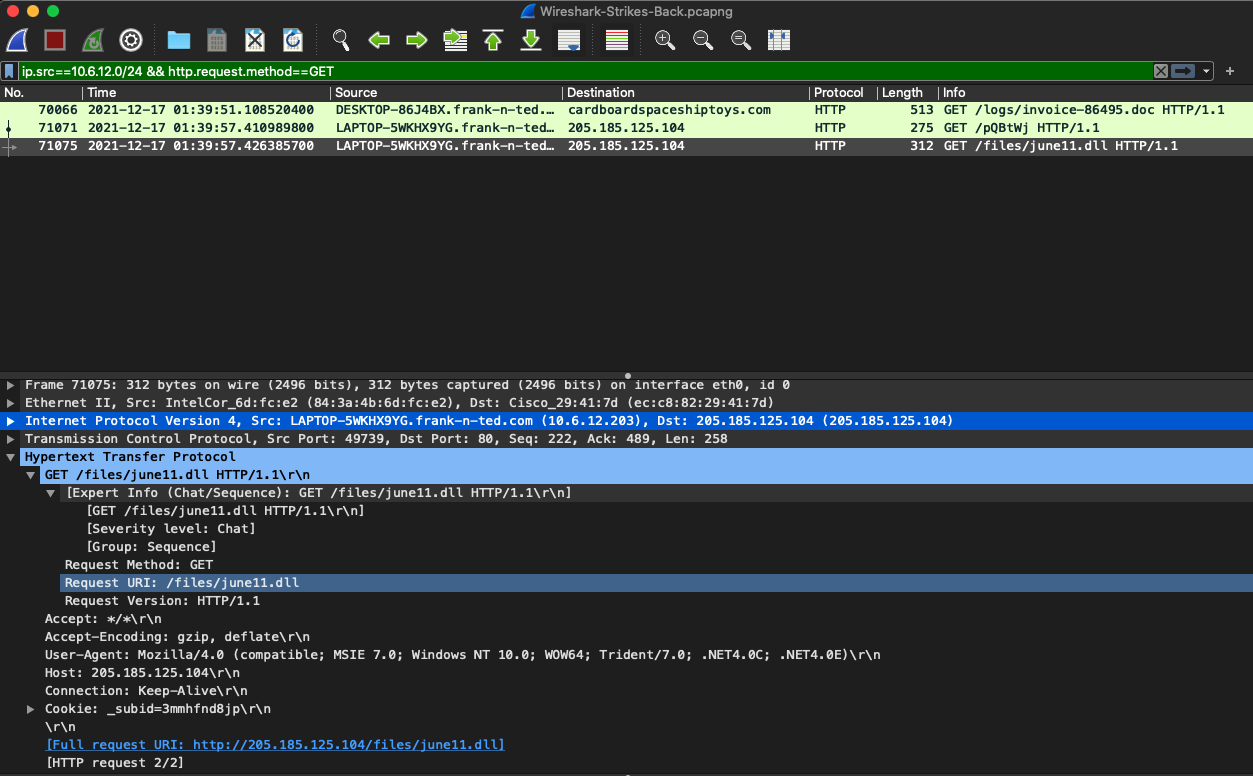 Wireshark-Strikes-Back.pcapng
ip.src==10.6.12.0/24 && http.request.method==GET
No. Time Source Destination Protocol Length Info
70066 2021-12-17 01:39:51.108520400 DESKTOP-86J4BX.frank-n-ted.… cardboardspaceshiptoys.com HTTP 513 GET /logs/invoice-86495.doc HTTP/1.1
71071 2021-12-17 01:39:57.410989800 LAPTOP-5WKHX9YG.frank-n-ted… 205.185.125.104 HTTP 275 GET /pQBtWj HTTP/1.1
71075 2021-12-17 01:39:57.426385700 LAPTOP-5WKHX9YG.frank-n-ted… 205.185.125.104 HTTP 312 GET /files/june11.dll HTTP/1.1
Frame 71075: 312 bytes on wire (2496 bits), 312 bytes captured (2496 bits) on interface eth0, id 0
Ethernet II, Src: IntelCor_6d:fc:e2 (84:3a:4b:6d:fc:e2), Dst: Cisco_29:41:7d (ec:c8:82:29:41:7d)
Internet Protocol Version 4, Src: LAPTOP-5WKHX9YG.frank-n-ted.com (10.6.12.203), Dst: 205.185.125.104 (205.185.125.104)
Transmission Control Protocol, Src Port: 49739, Dst Port: 80, Seq: 222, Ack: 489, Len: 258
Hypertext Transfer Protocol
GET /files/june11.dll HTTP/1.1\r\n
[Expert Info (Chat/Sequence): GET /files/june11.dll HTTP/1.1\r\n]
[GET /files/june11.dll HTTP/1.1\r\n]
[Severity level: Chat]
[Group: Sequence]
Request Method: GET
Request URI: /files/june11.dll
Request Version: HTTP/1.1
Accept: */*\r\n
Accept-Encoding: gzip, deflate\r\n
User-Agent: Mozilla/4.0 (compatible; MSIE 7.0; Windows NT 10.0; WOW64; Trident/7.0; .NET4.0C; .NET4.0E)\r\n
Host: 205.185.125.104\r\n
Connection: Keep-Alive\r\n
Cookie: _subid=3mmhfnd8jp\r\n
\r\n
[Full request URI: http://205.185.125.104/files/june11.dll]
[HTTP request 2/2]